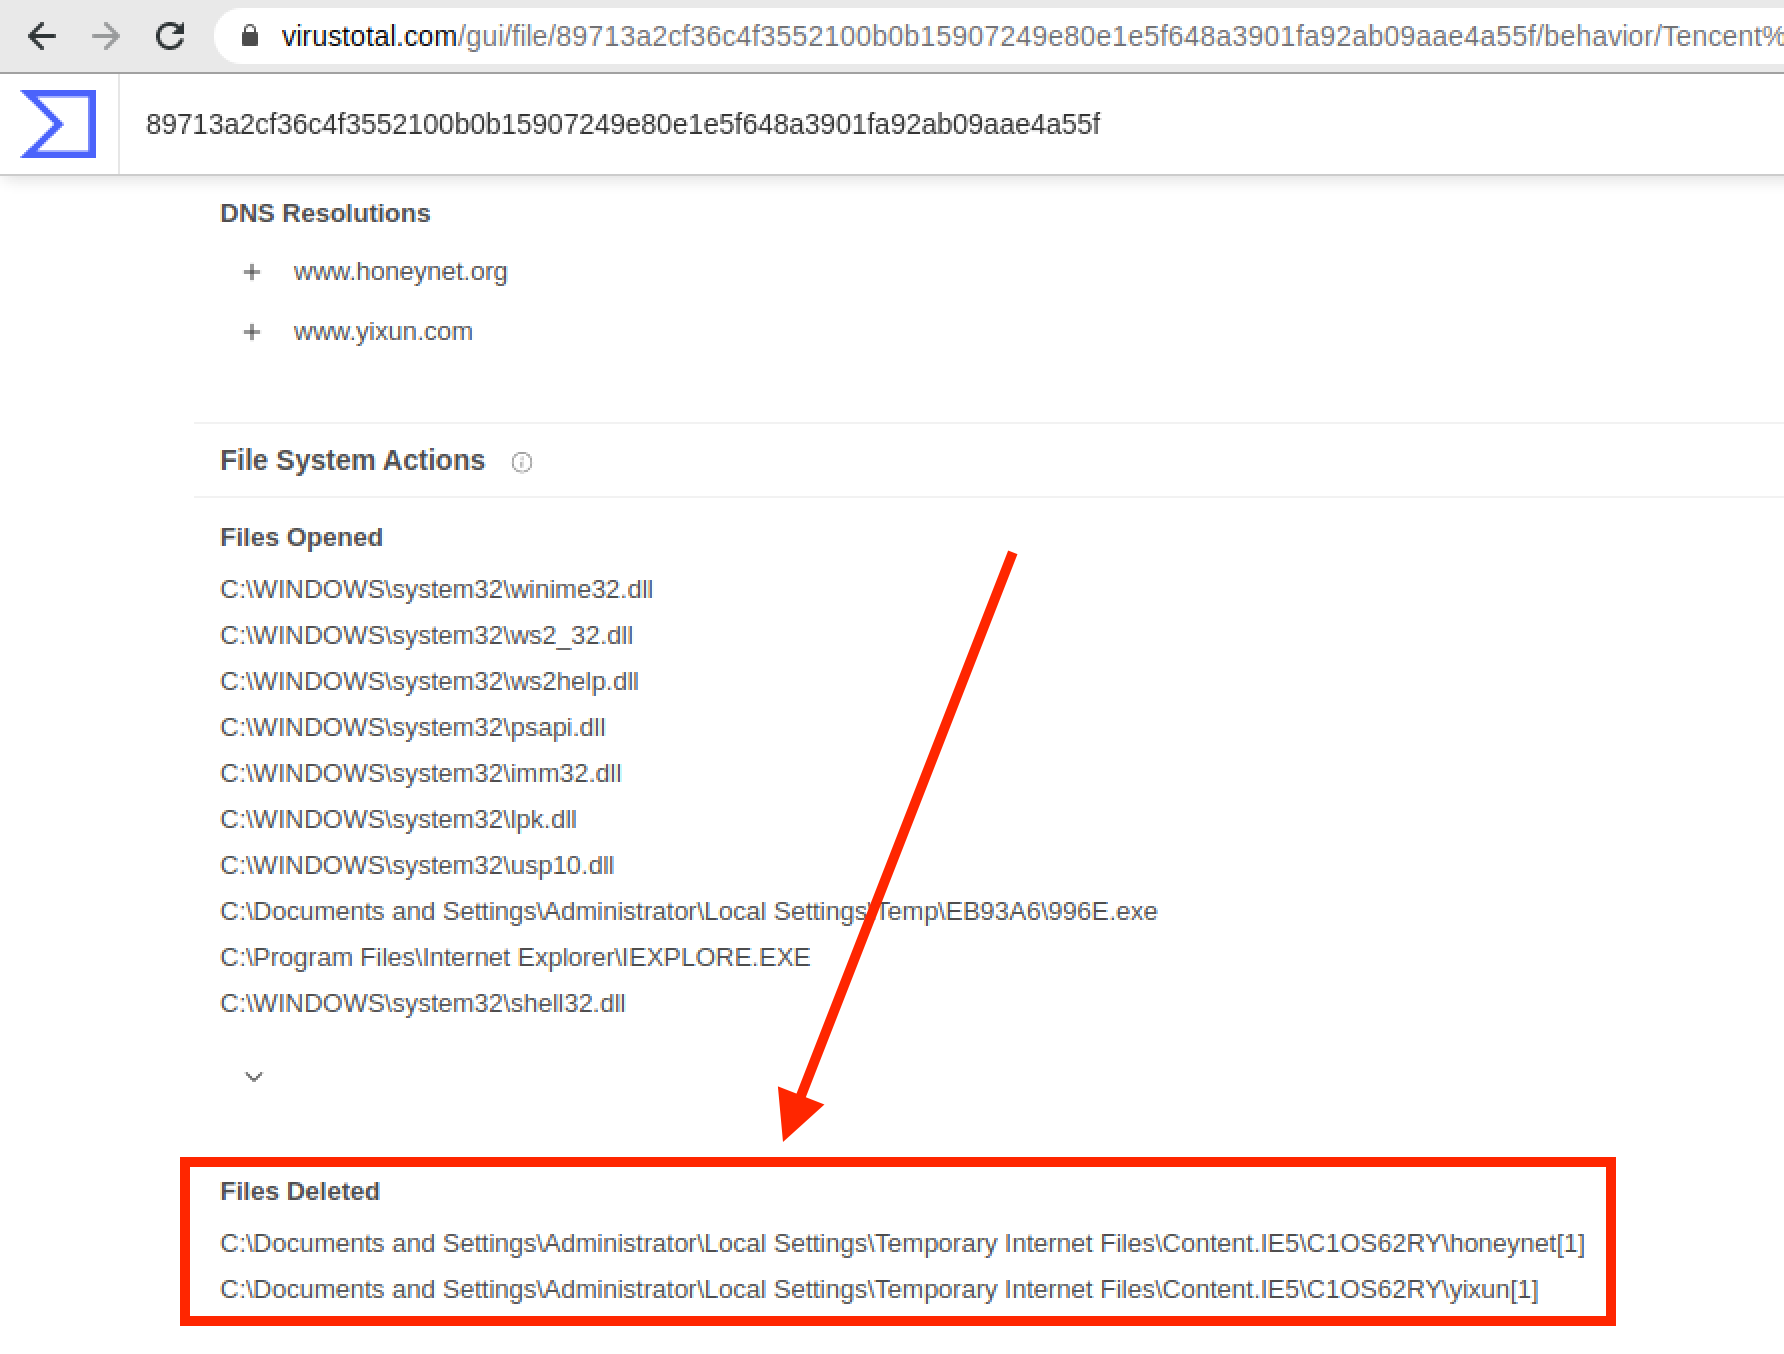 virustotal.com/gui/file/89713a2cf36c4f3552100b0b15907249e80e1e5f648a3901fa92ab09aae4a55f/behavior/Tencent%
89713a2cf36c4f3552100b0b15907249e80e1e5f648a3901fa92ab09aae4a55f
DNS Resolutions
+ www.honeynet.org
+ www.yixun.com
File System Actions
Files Opened
C:\WINDOWS\system32\winime32.dll
C:\WINDOWS\system32\ws2_32.dll
C:\WINDOWS\system32\ws2help.dll
C:\WINDOWS\system32\psapi.dll
C:\WINDOWS\system32\imm32.dll
C:\WINDOWS\system32\lpk.dll
C:\WINDOWS\system32\usp10.dll
C:\Documents and Settings\Administrator\Local Settings\Temp\EB93A6\996E.exe
C:\Program Files\Internet Explorer\IEXPLORE.EXE
C:\WINDOWS\system32\shell32.dll
Files Deleted
C:\Documents and Settings\Administrator\Local Settings\Temporary Internet Files\Content.IE5\C1OS62RY\honeynet[1]
C:\Documents and Settings\Administrator\Local Settings\Temporary Internet Files\Content.IE5\C1OS62RY\yixun[1]